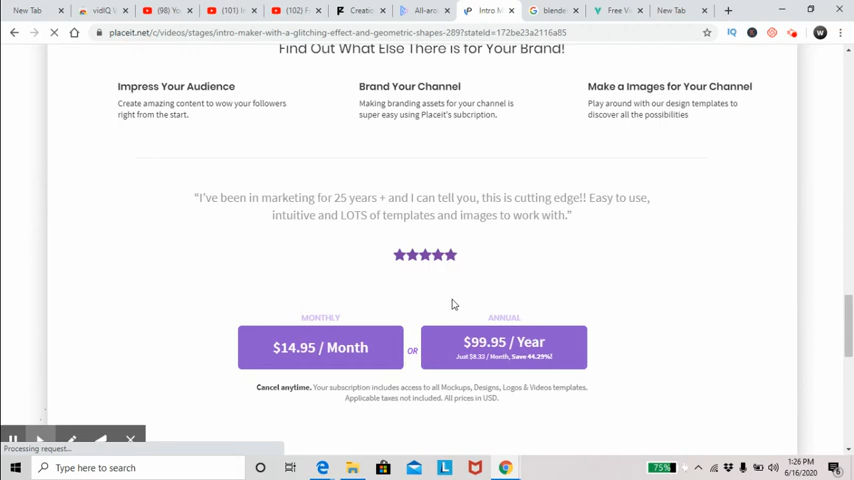 New Tab
vidIQ
(98) Yo
(101) In
(102) F
Creatio
All-aro
Intro M
blende
Free Vi
New Tab
placeit.net/c/videos/stages/intro-maker-with-a-glitching-effect-and-geometric-shapes-289?stateId=172be23a2116a85
Find Out What Else There is for Your Brand!
Impress Your Audience
Create amazing content to wow your followers
right from the start.
Brand Your Channel
Making branding assets for your channel is
super easy using Placeit's subcription.
Make a Images for Your Channel
Play around with our design templates to
discover all the possibilities
“I've been in marketing for 25 years + and I can tell you, this is cutting edge!! Easy to use,
intuitive and LOTS of templates and images to work with.”
MONTHLY
$14.95 / Month
OR
ANNUAL
$99.95 / Year
Just $8.33 / Month, Save 44.29%!
Cancel anytime. Your subscription includes access to all Mockups, Designs, Logos & Videos templates.
Applicable taxes not included. All prices in USD.
Processing request...
Type here to search
75%
1:26 PM
6/16/2020